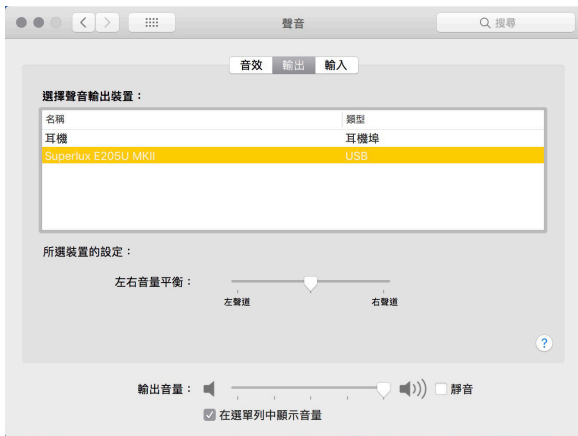 聲音
搜尋
音效 輸出 輸入
選擇聲音輸出裝置：
名稱 類型
耳機 耳機埠
Superlux E205U MKII USB
所選裝置的設定：
左右音量平衡：
左聲道 右聲道
?
輸出音量： 靜音
在選單列中顯示音量